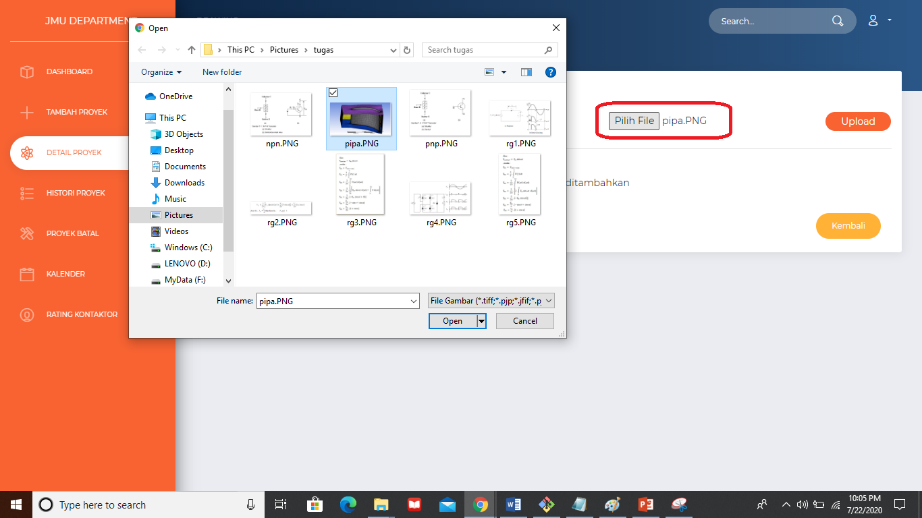 JMU DEPARTMEN
DASHBOARD
TAMBAH PROYEK
DETAIL PROYEK
HISTORI PROYEK
PROYEK BATAL
KALENDER
RATING KONTAKTOR
Search...
Open
This PC > Pictures > tugas
Search tugas
Organize
New folder
OneDrive
This PC
3D Objects
Desktop
Documents
Downloads
Music
Pictures
Videos
Windows (C:)
LENOVO (D:)
MyData (F:)
npn.PNG
pipa.PNG
pnp.PNG
rg1.PNG
rg2.PNG
rg3.PNG
rg4.PNG
rg5.PNG
File name:
pipa.PNG
File Gambar (*.tiff;*.pjp;*.jfif;*.p
Open
Cancel
Pilih File pipa.PNG
Upload
ditambahkan
Kembali
Type here to search
10:05 PM
7/22/2020